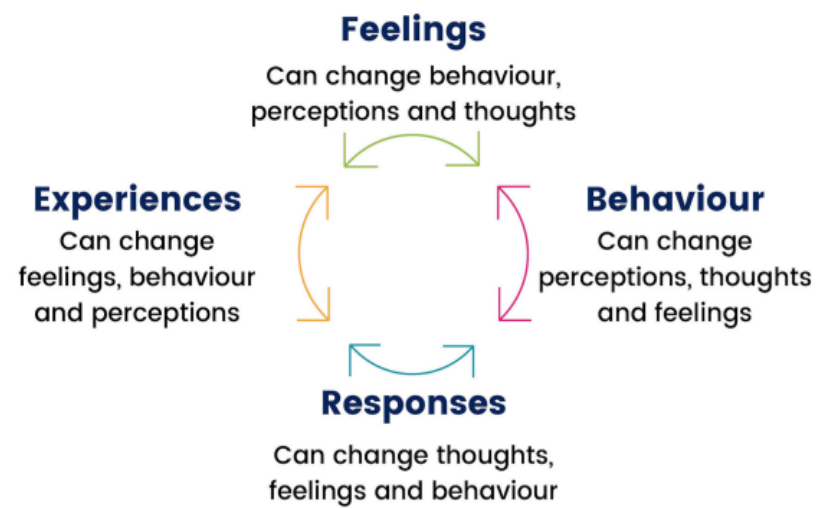 Feelings
Can change behaviour,
perceptions and thoughts
Experiences
Can change
feelings, behaviour
and perceptions
Behaviour
Can change
perceptions, thoughts
and feelings
Responses
Can change thoughts,
feelings and behaviour